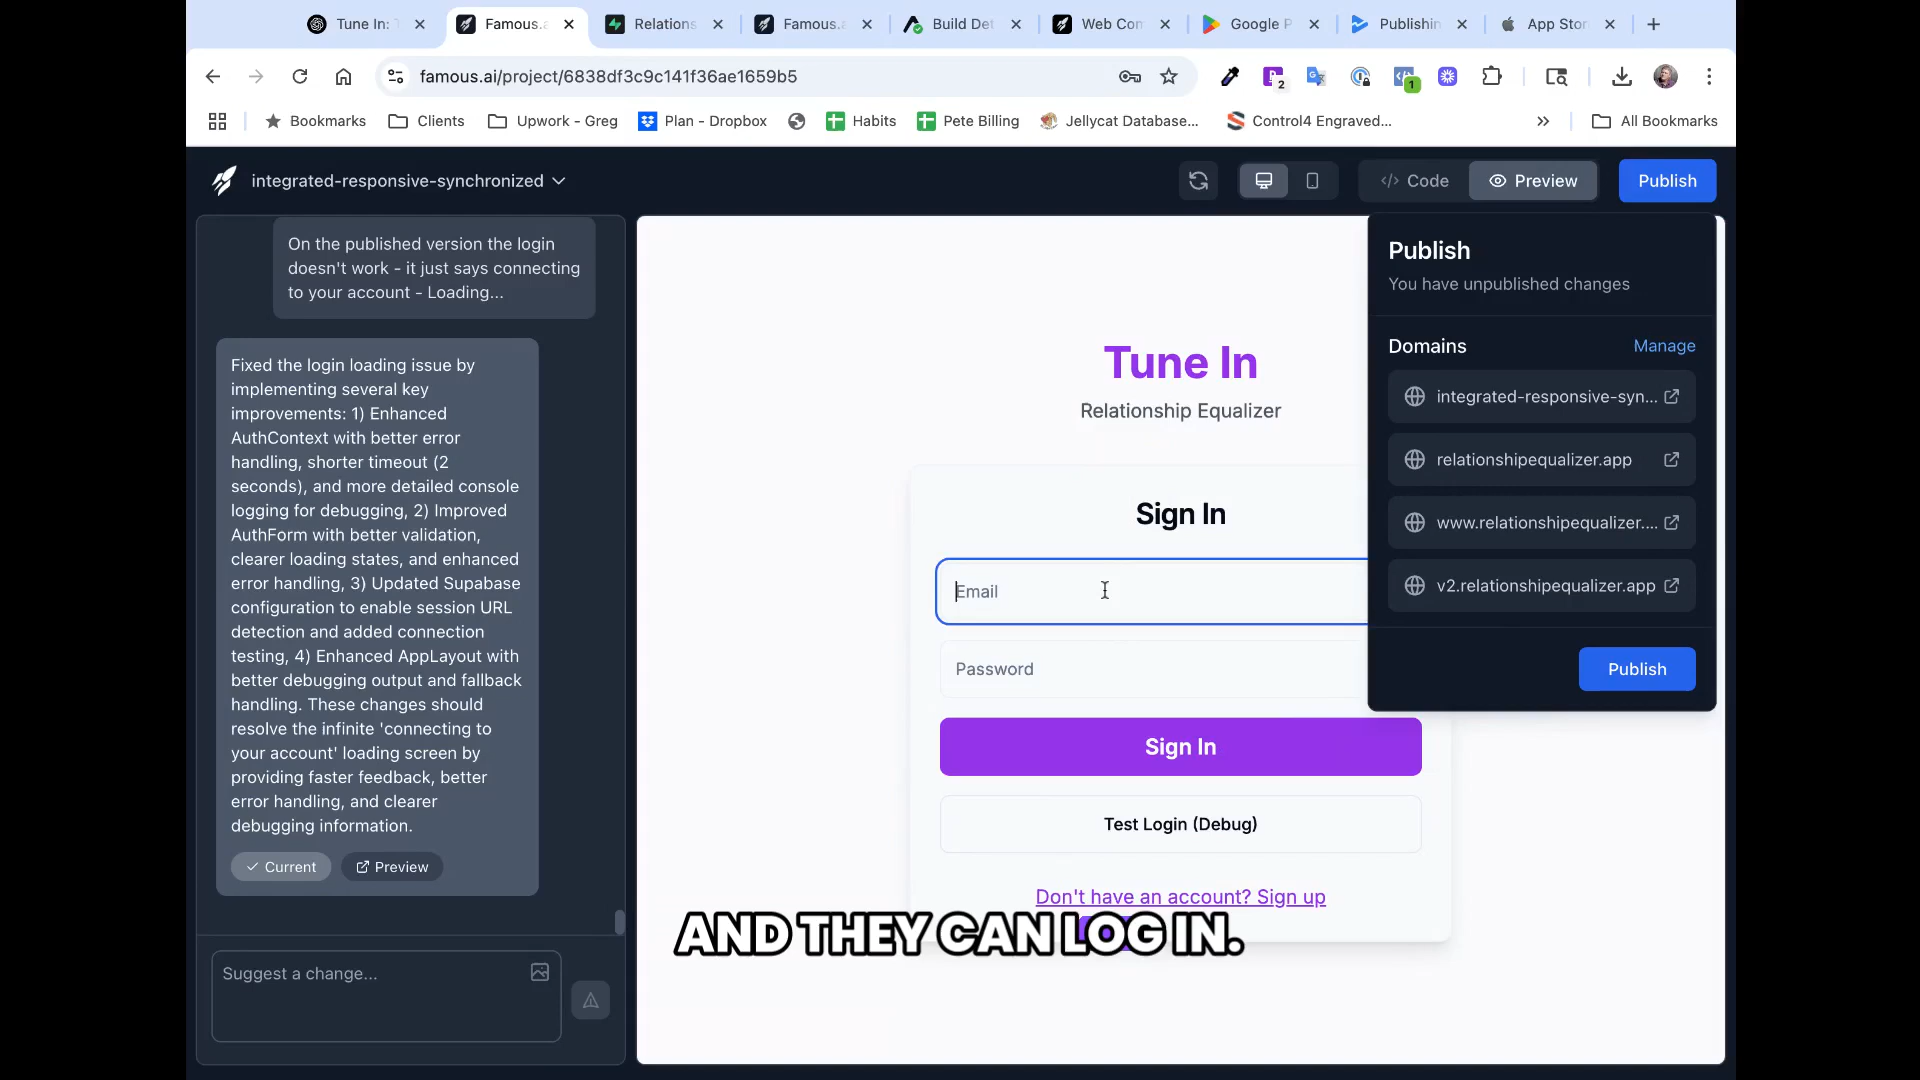 Tune In: T
Famous.a
Relations
Famous.a
Build Det
Web Com
Google P
Publishin
App Stor
famous.ai/project/6838df3c9c141f36ae1659b5
2
1
Bookmarks
Clients
Upwork - Greg
Plan - Dropbox
Habits
Pete Billing
Jellycat Database...
Control4 Engraved...
All Bookmarks
integrated-responsive-synchronized
Code
Preview
Publish
On the published version the login
doesn't work - it just says connecting
to your account - Loading...
Fixed the login loading issue by
implementing several key
improvements: 1) Enhanced
AuthContext with better error
handling, shorter timeout (2
seconds), and more detailed console
logging for debugging, 2) Improved
AuthForm with better validation,
clearer loading states, and enhanced
error handling, 3) Updated Supabase
configuration to enable session URL
detection and added connection
testing, 4) Enhanced AppLayout with
better debugging output and fallback
handling. These changes should
resolve the infinite 'connecting to
your account' loading screen by
providing faster feedback, better
error handling, and clearer
debugging information.
Current
Preview
Suggest a change...
Tune In
Relationship Equalizer
Sign In
Email
Password
Sign In
Test Login (Debug)
Don't have an account? Sign up
AND THEY CAN LOG IN.
Publish
You have unpublished changes
Domains
Manage
integrated-responsive-syn...
relationshipequalizer.app
www.relationshipequalizer....
v2.relationshipequalizer.app
Publish